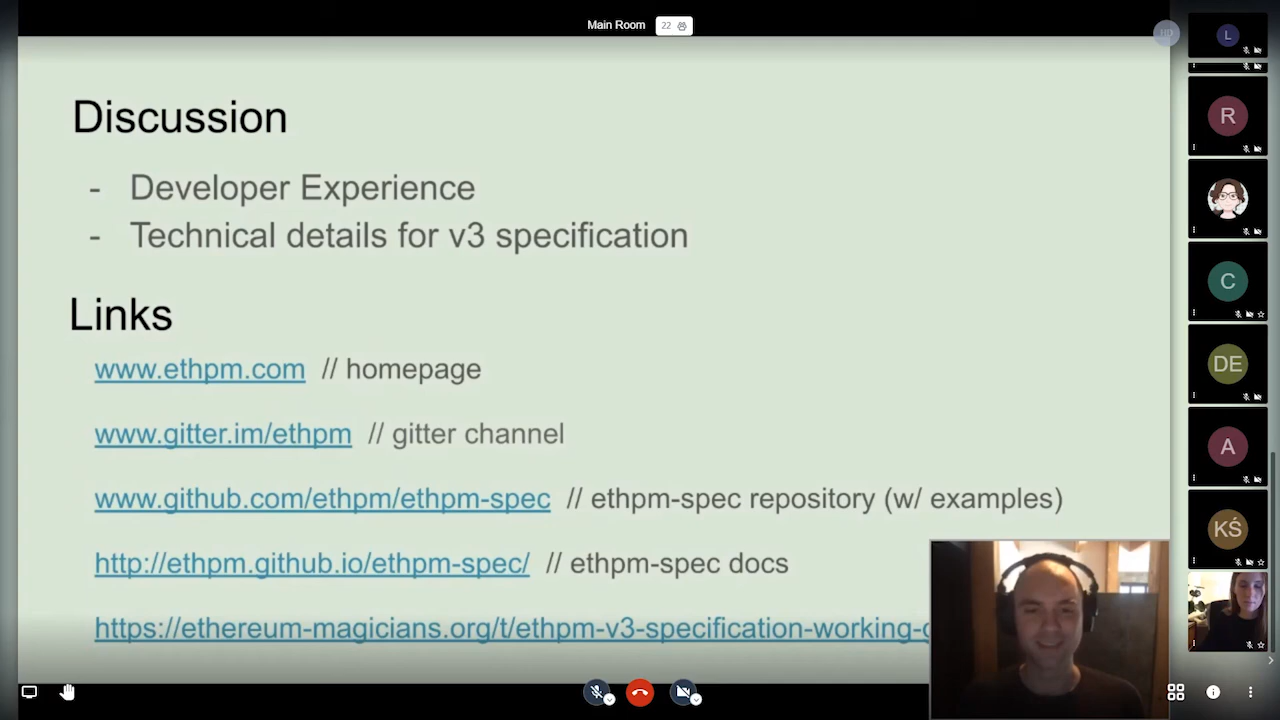 Main Room 22
Discussion
- Developer Experience
- Technical details for v3 specification
Links
www.ethpm.com // homepage
www.gitter.im/ethpm // gitter channel
www.github.com/ethpm/ethpm-spec // ethpm-spec repository (w/ examples)
http://ethpm.github.io/ethpm-spec/ // ethpm-spec docs
https://ethereum-magicians.org/t/ethpm-v3-specification-working-
L
R
C
DE
A
KŚ